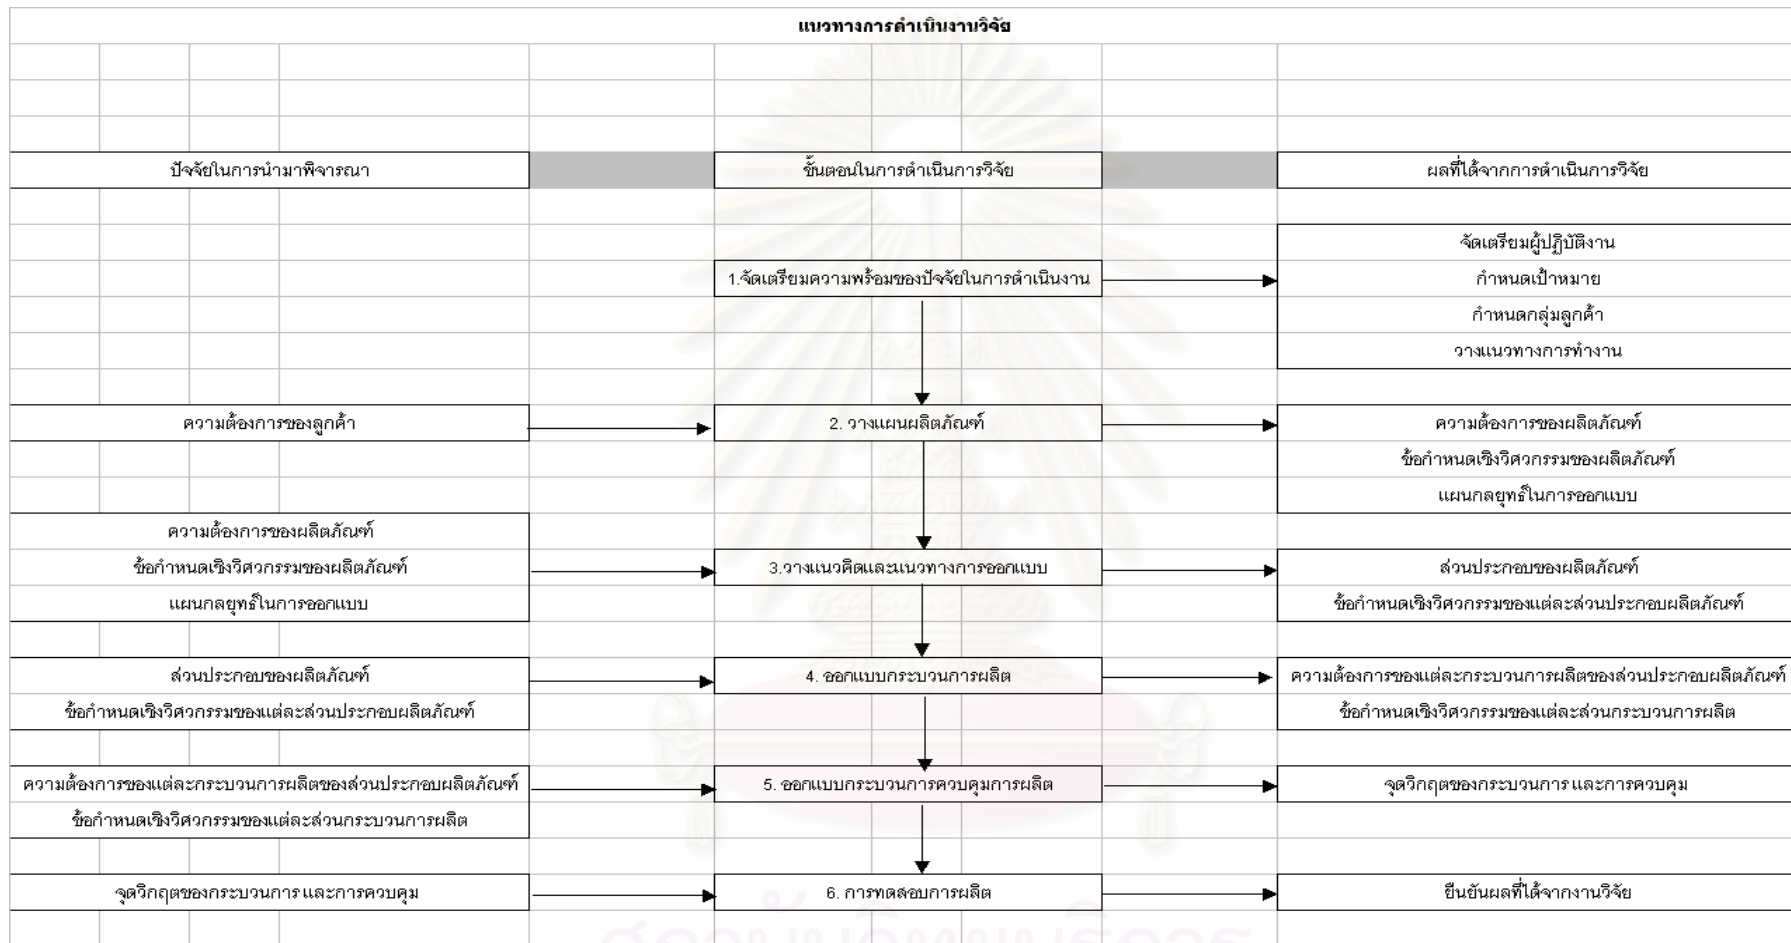 แนวทางการดำเนินงานวิจัย
ปัจจัยในการนำมาพิจารณา
ขั้นตอนในการดำเนินการวิจัย
ผลที่ได้จากการดำเนินการวิจัย
จัดเตรียมผู้ปฏิบัติงาน
1.จัดเตรียมความพร้อมของปัจจัยในการดำเนินงาน
กำหนดเป้าหมาย
กำหนดกลุ่มลูกค้า
วางแนวทางการทำงาน
ความต้องการของลูกค้า
2. วางแผนผลิตภัณฑ์
ความต้องการของผลิตภัณฑ์
ข้อกำหนดเชิงวิศวกรรมของผลิตภัณฑ์
แผนกลยุทธ์ในการออกแบบ
ความต้องการของผลิตภัณฑ์
ข้อกำหนดเชิงวิศวกรรมของผลิตภัณฑ์
3.วางแนวคิดและแนวทางการออกแบบ
ส่วนประกอบของผลิตภัณฑ์
แผนกลยุทธ์ในการออกแบบ
ข้อกำหนดเชิงวิศวกรรมของแต่ละส่วนประกอบผลิตภัณฑ์
ส่วนประกอบของผลิตภัณฑ์
4. ออกแบบกระบวนการผลิต
ความต้องการของแต่ละกระบวนการผลิตของส่วนประกอบผลิตภัณฑ์
ข้อกำหนดเชิงวิศวกรรมของแต่ละส่วนประกอบผลิตภัณฑ์
ข้อกำหนดเชิงวิศวกรรมของแต่ละส่วนกระบวนการผลิต
ความต้องการของแต่ละกระบวนการผลิตของส่วนประกอบผลิตภัณฑ์
5. ออกแบบกระบวนการควบคุมการผลิต
จุดวิกฤตของกระบวนการ และการควบคุม
ข้อกำหนดเชิงวิศวกรรมของแต่ละส่วนกระบวนการผลิต
จุดวิกฤตของกระบวนการ และการควบคุม
6. การทดสอบการผลิต
ยืนยันผลที่ได้จากงานวิจัย